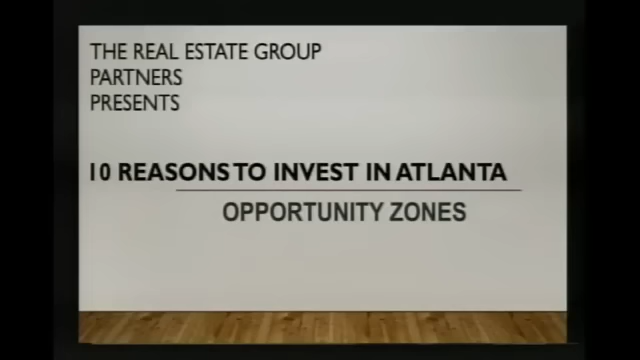 THE REAL ESTATE GROUP
PARTNERS
PRESENTS
10 REASONS TO INVEST IN ATLANTA
OPPORTUNITY ZONES